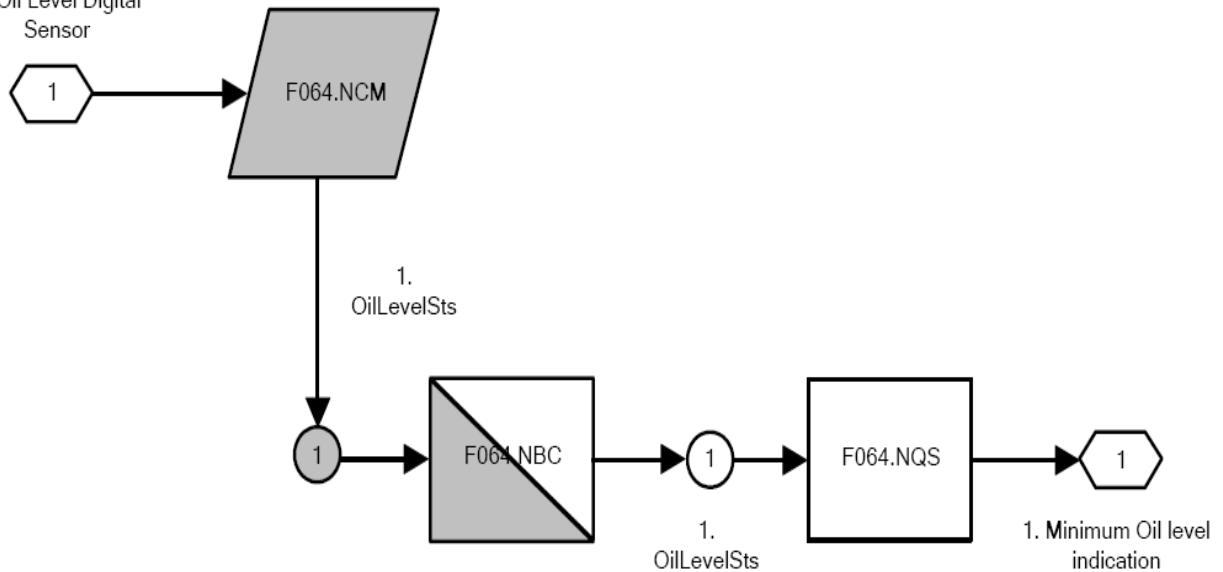 Oil Level Digital
Sensor
1
F064.NCM
1.
OilLevelSts
1
F064.NBC
1
F064.NQS
1
1.
OilLevelSts
1. Minimum Oil level
indication